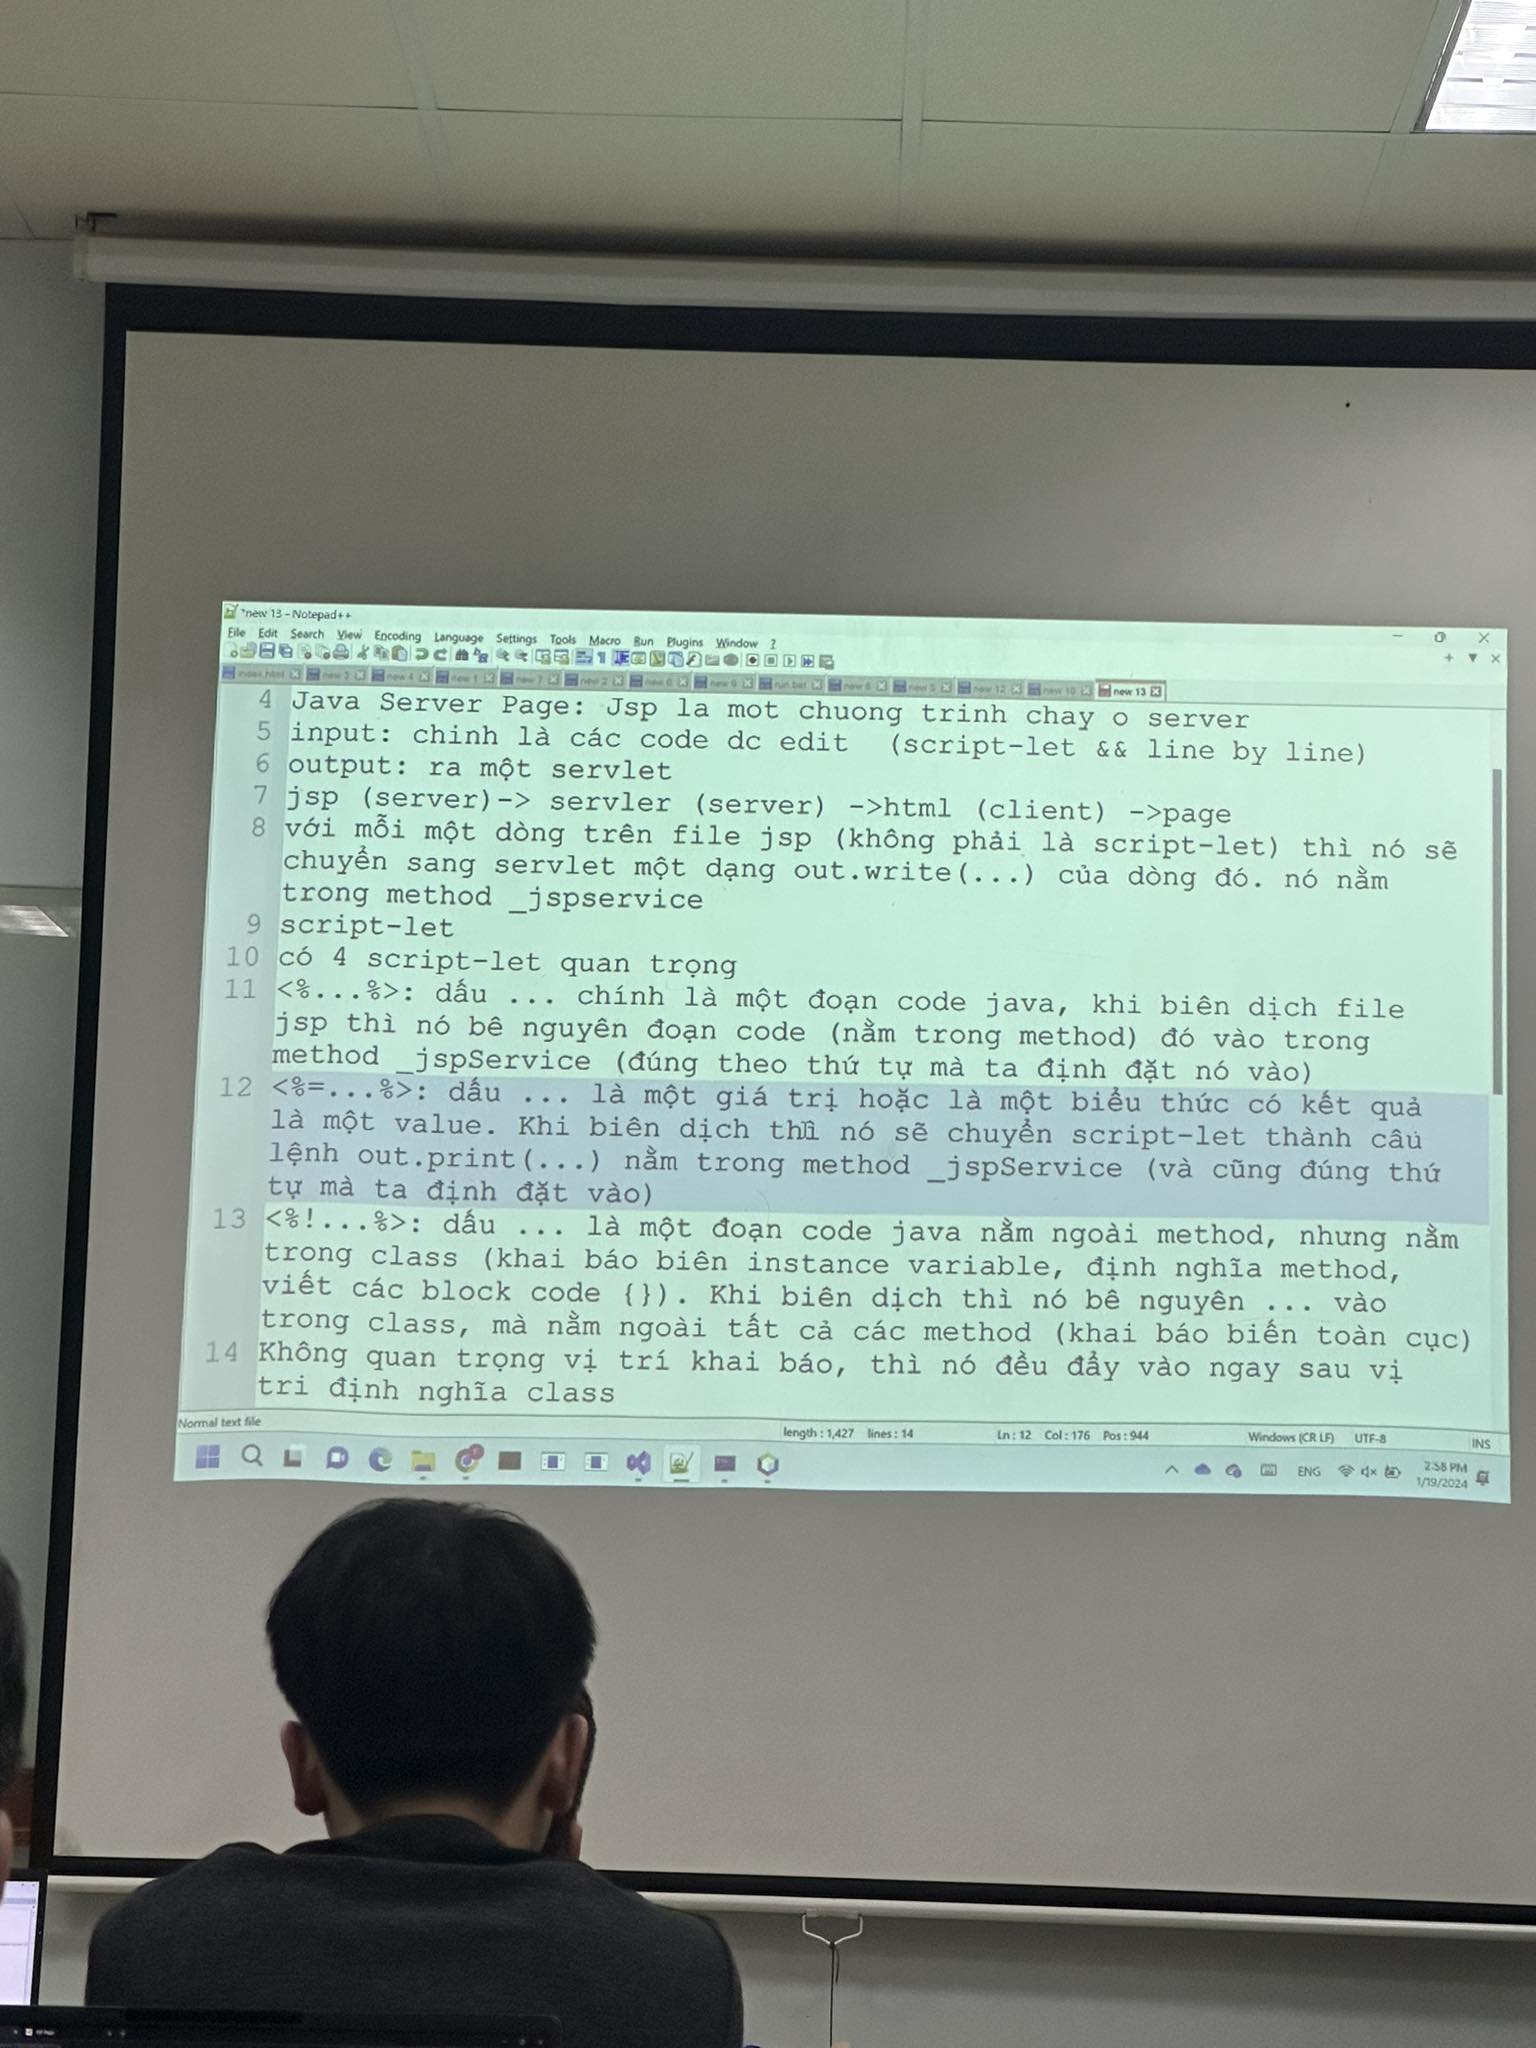 *new 13 - Notepad++
File Edit Search View Encoding Language Settings Tools Macro Run Plugins Window ?
index.html new 3 new 4 new 1 new 7 new 2 new 6 new 9 run.bat new 8 new 5 new 12 new 10 new 13
4 Java Server Page: Jsp la mot chuong trinh chay o server
5 input: chinh là các code dc edit (script-let && line by line)
6 output: ra một servlet
7 jsp (server)-> servler (server) ->html (client) ->page
8 với mỗi một dòng trên file jsp (không phải là script-let) thì nó sẽ
chuyển sang servlet một dạng out.write(...) của dòng đó. nó nằm
trong method _jspservice
9 script-let
10 có 4 script-let quan trọng
11 <%...%>: dấu ... chính là một đoạn code java, khi biên dịch file
jsp thì nó bê nguyên đoạn code (nằm trong method) đó vào trong
method _jspService (đúng theo thứ tự mà ta định đặt nó vào)
12 <%=...%>: dấu ... là một giá trị hoặc là một biểu thức có kết quả
là một value. Khi biên dịch thì nó sẽ chuyển script-let thành câu
lệnh out.print(...) nằm trong method _jspService (và cũng đúng thứ
tự mà ta định đặt vào)
13 <%!...%>: dấu ... là một đoạn code java nằm ngoài method, nhưng nằm
trong class (khai báo biên instance variable, định nghĩa method,
viết các block code {}). Khi biên dịch thì nó bê nguyên ... vào
trong class, mà nằm ngoài tất cả các method (khai báo biến toàn cục)
14 Không quan trọng vị trí khai báo, thì nó đều đẩy vào ngay sau vị
tri định nghĩa class
Normal text file length : 1,427 lines : 14 Ln : 12 Col : 176 Pos : 944 Windows (CR LF) UTF-8 INS
ENG 2:58 PM
1/19/2024